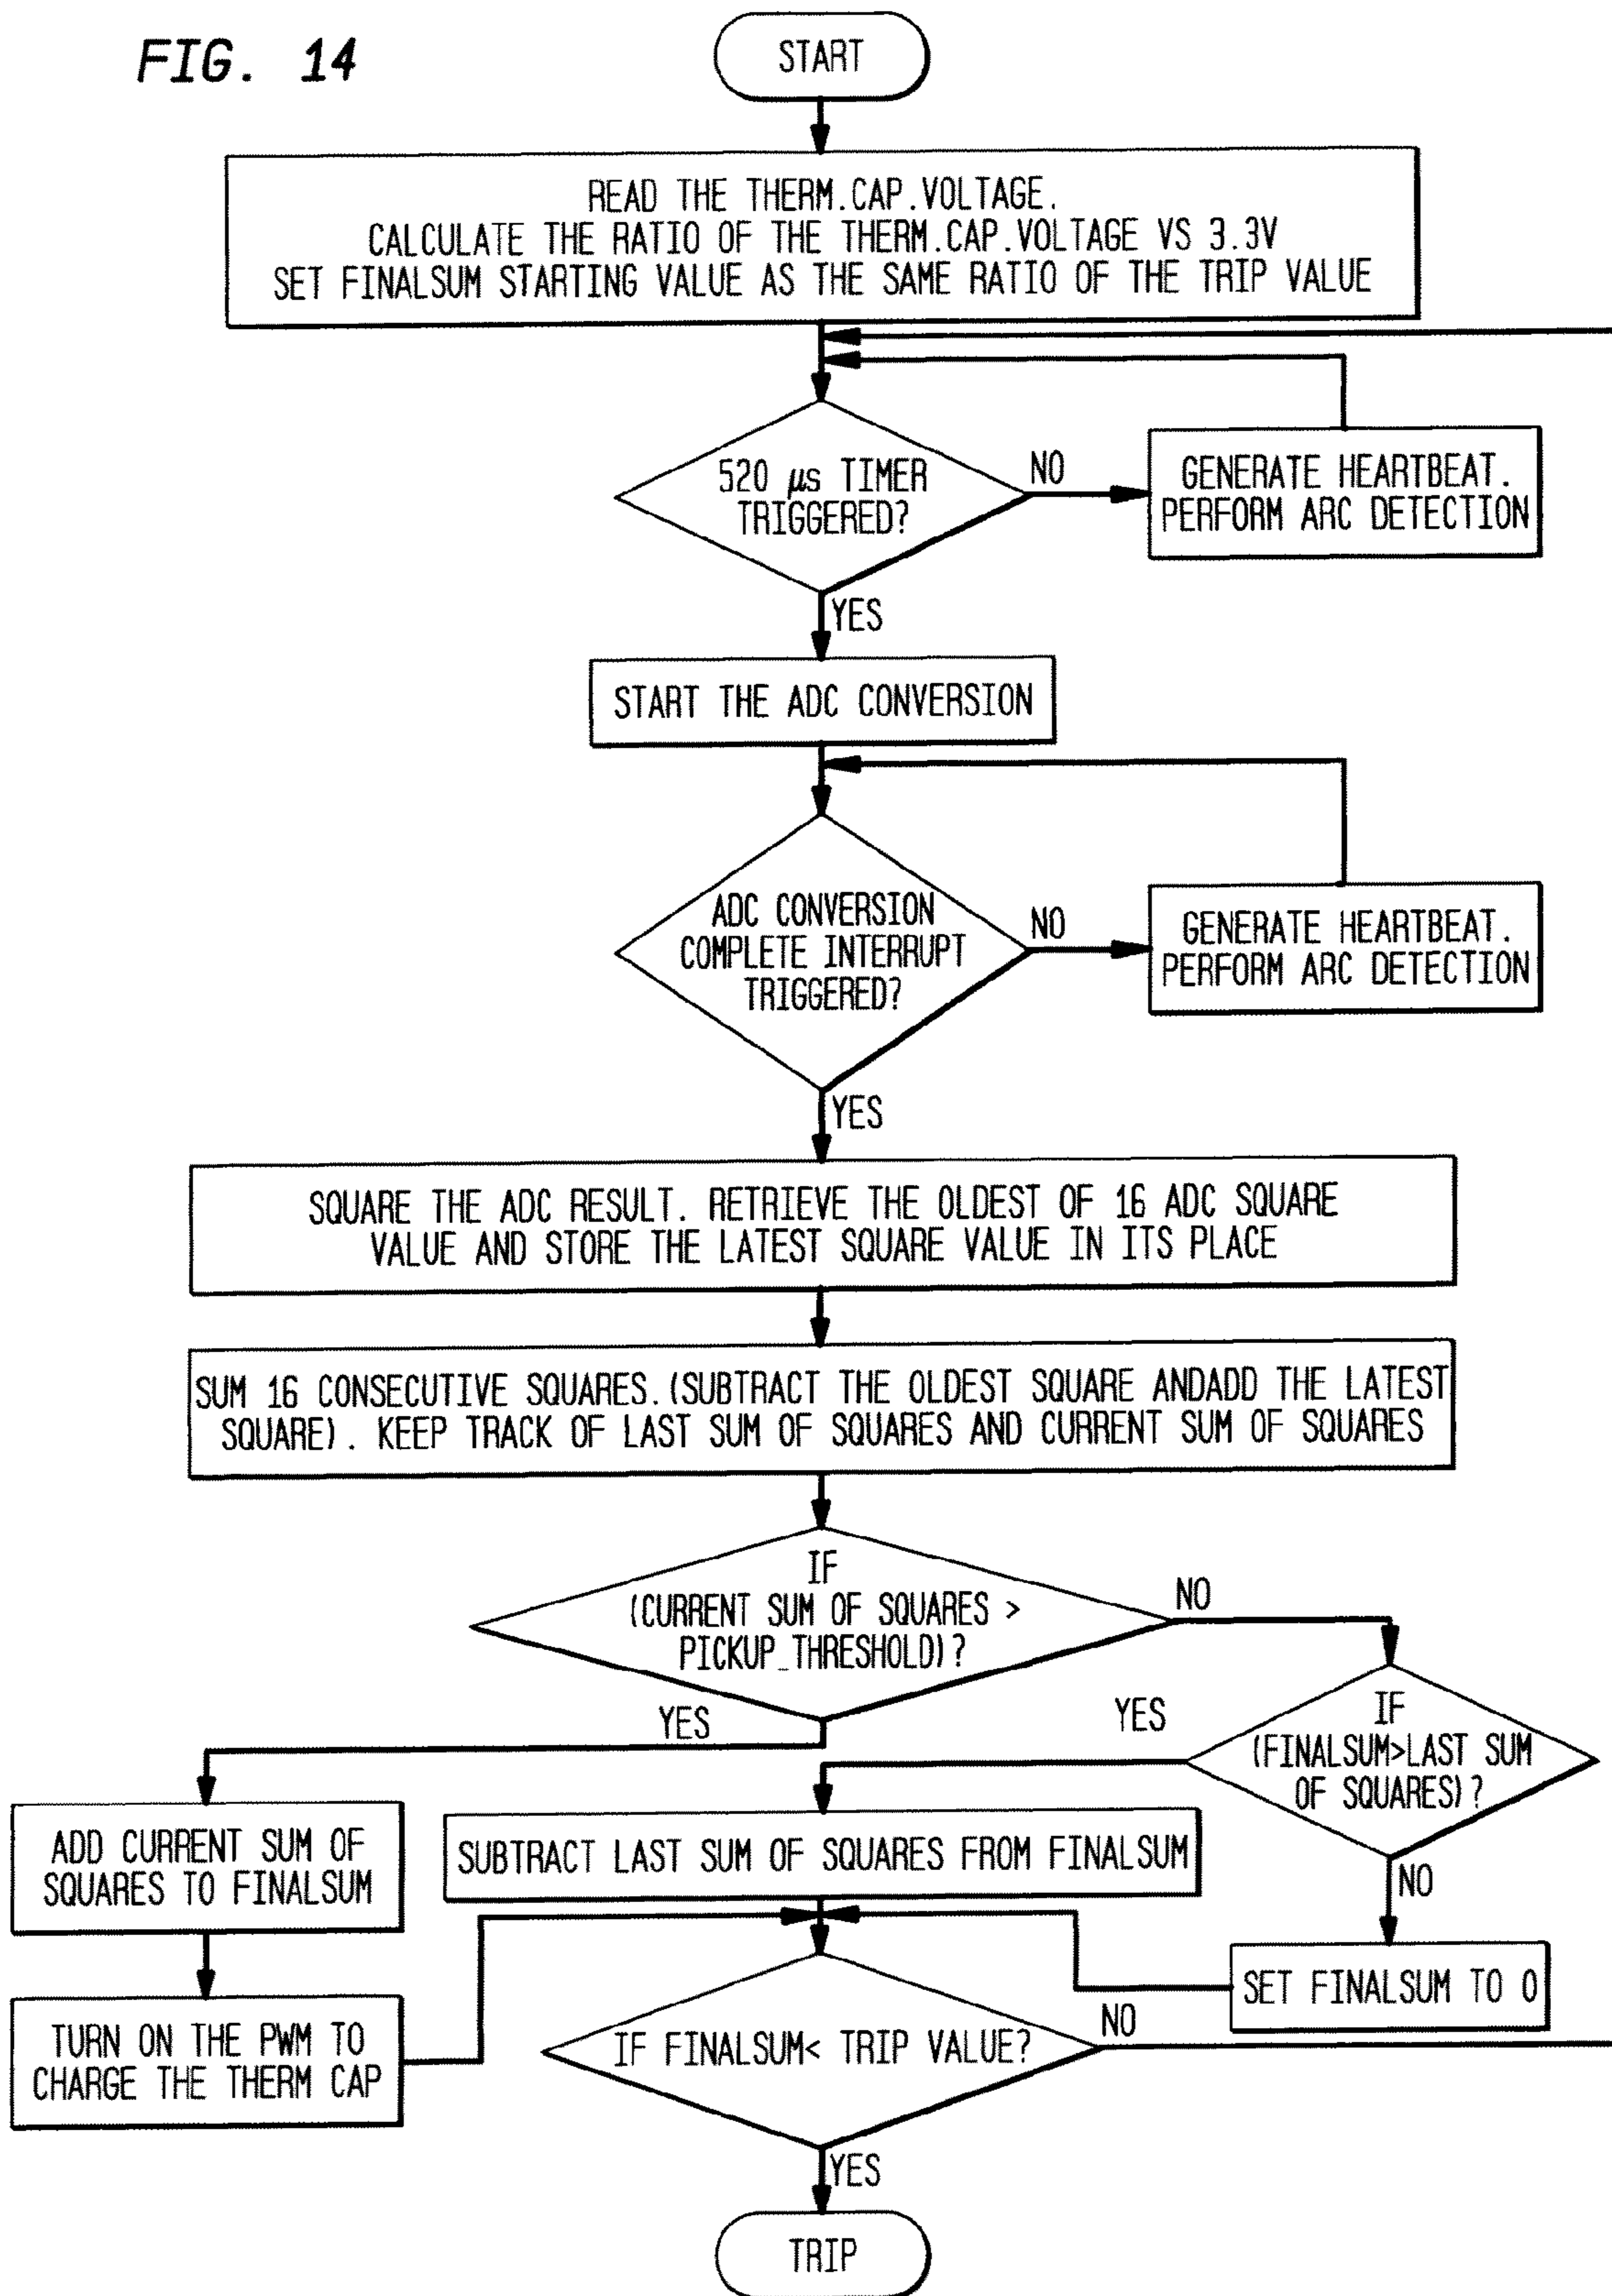 FIG. 14
START
READ THE THERM.CAP.VOLTAGE.
CALCULATE THE RATIO OF THE THERM.CAP.VOLTAGE VS 3.3V
SET FINALSUM STARTING VALUE AS THE SAME RATIO OF THE TRIP VALUE
520 µs TIMER
TRIGGERED?
NO
GENERATE HEARTBEAT.
PERFORM ARC DETECTION
YES
START THE ADC CONVERSION
ADC CONVERSION
COMPLETE INTERRUPT
TRIGGERED?
NO
GENERATE HEARTBEAT.
PERFORM ARC DETECTION
YES
SQUARE THE ADC RESULT. RETRIEVE THE OLDEST OF 16 ADC SQUARE
VALUE AND STORE THE LATEST SQUARE VALUE IN ITS PLACE
SUM 16 CONSECUTIVE SQUARES.(SUBTRACT THE OLDEST SQUARE ANDADD THE LATEST
SQUARE). KEEP TRACK OF LAST SUM OF SQUARES AND CURRENT SUM OF SQUARES
IF
(CURRENT SUM OF SQUARES >
PICKUP_THRESHOLD)?
NO
YES
YES
IF
(FINALSUM>LAST SUM
OF SQUARES)?
NO
ADD CURRENT SUM OF
SQUARES TO FINALSUM
SUBTRACT LAST SUM OF SQUARES FROM FINALSUM
SET FINALSUM TO 0
TURN ON THE PWM TO
CHARGE THE THERM CAP
IF FINALSUM< TRIP VALUE?
NO
YES
TRIP